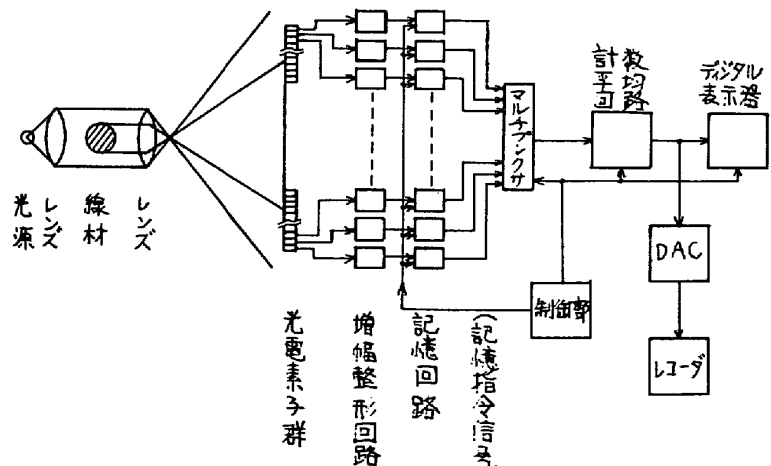 光源
レンズ
線材
レンズ
光電素子群
増幅整形回路
記憶回路
(記憶指令信号
マルチプレクサ
計数
平均
回路
ディジタル
表示器
制御部
DAC
レコーダ